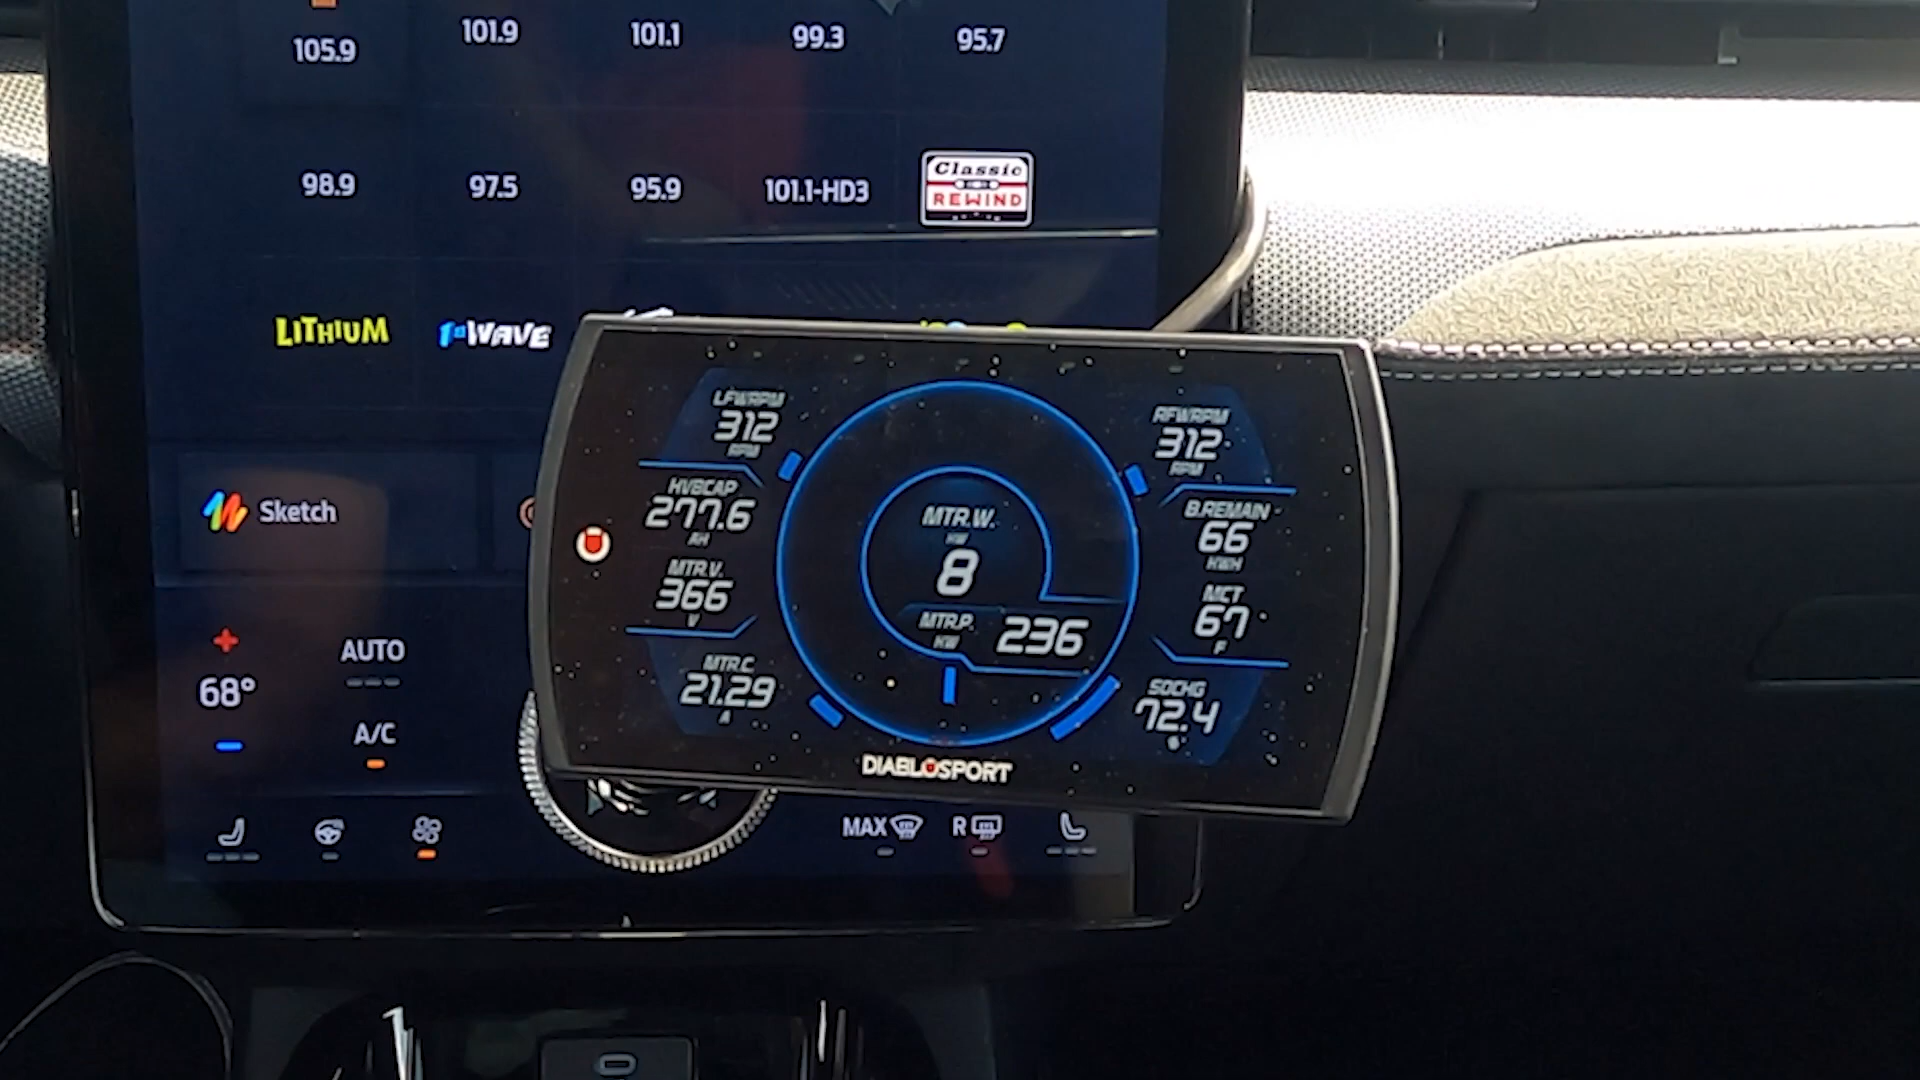 105.9 101.9 101.1 99.3 95.7
98.9 97.5 95.9 101.1-HD3 Classic
REWIND
LiTHiUM 1st WAVE
Sketch
68° AUTO
A/C
MAX R
LFWRPM
312
RPM
HVBCAP
277.6
AH
MTR.V.
366
V
MTR.C
21.29
A
MTR.W.
KW
8
MTR.P.
KW
236
RFWRPM
312
RPM
B.REMAIN
66
KWH
MCT
67
F
SOCHG
72.4
DIABLOSPORT